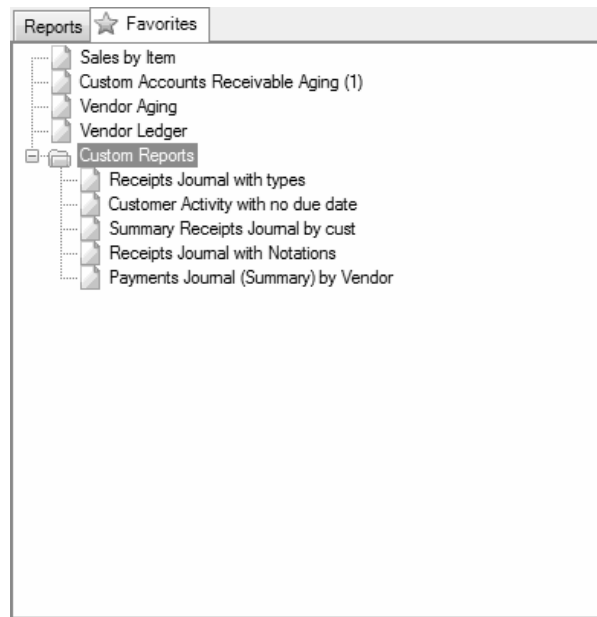 Reports Favorites
Sales by Item
Custom Accounts Receivable Aging (1)
Vendor Aging
Vendor Ledger
Custom Reports
Receipts Journal with types
Customer Activity with no due date
Summary Receipts Journal by cust
Receipts Journal with Notations
Payments Journal (Summary) by Vendor